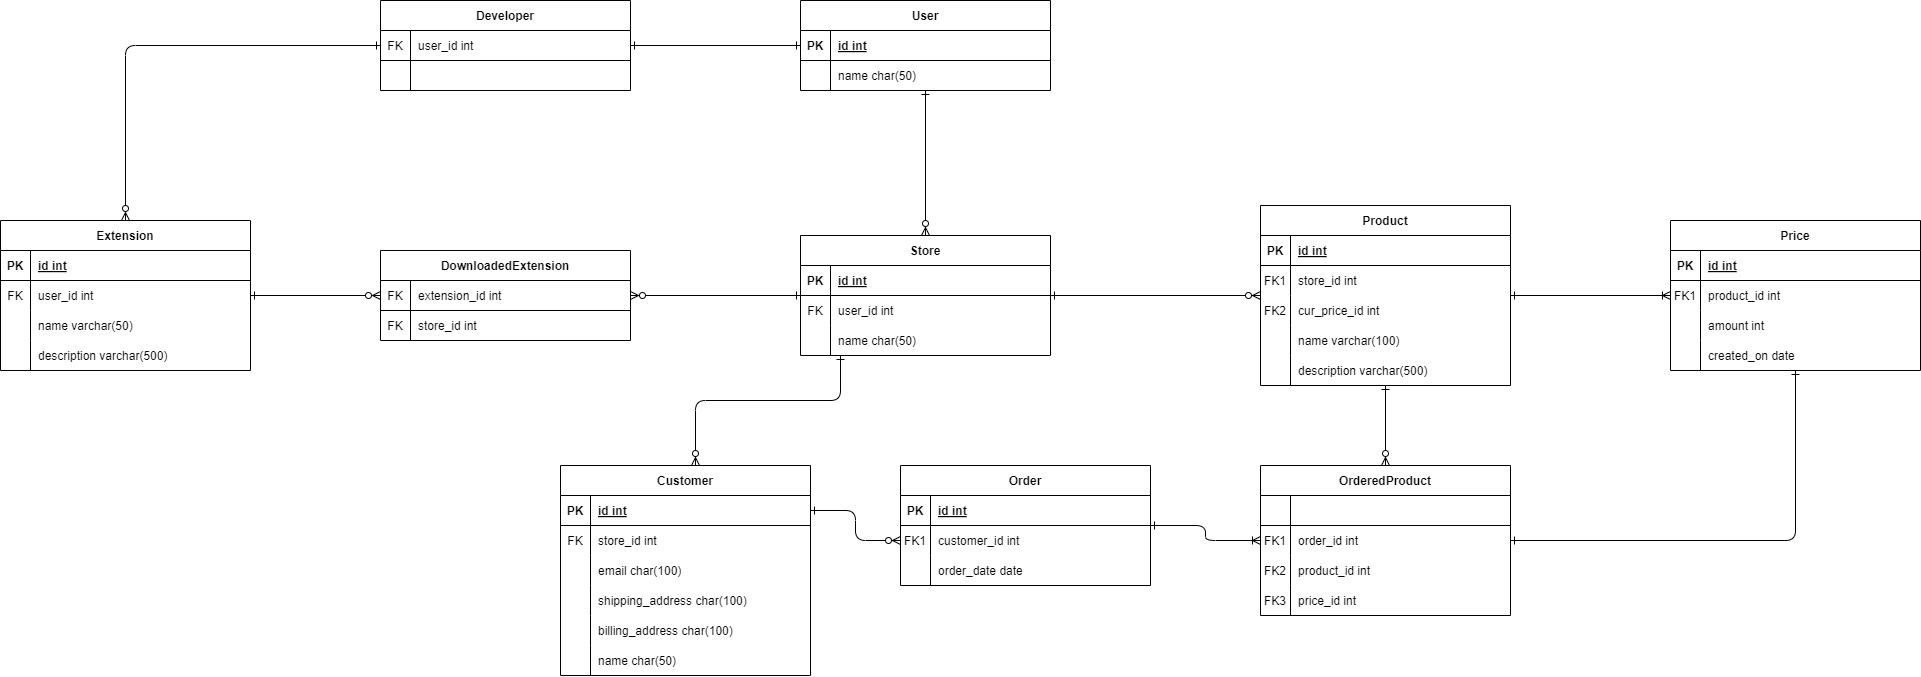 Developer
FK user_id int
User
PK id int
name char(50)
Extension
PK id int
FK user_id int
name varchar(50)
description varchar(500)
DownloadedExtension
FK extension_id int
FK store_id int
Store
PK id int
FK user_id int
name char(50)
Product
PK id int
FK1 store_id int
FK2 cur_price_id int
name varchar(100)
description varchar(500)
Price
PK id int
FK1 product_id int
amount int
created_on date
Customer
PK id int
FK store_id int
email char(100)
shipping_address char(100)
billing_address char(100)
name char(50)
Order
PK id int
FK1 customer_id int
order_date date
OrderedProduct
FK1 order_id int
FK2 product_id int
FK3 price_id int